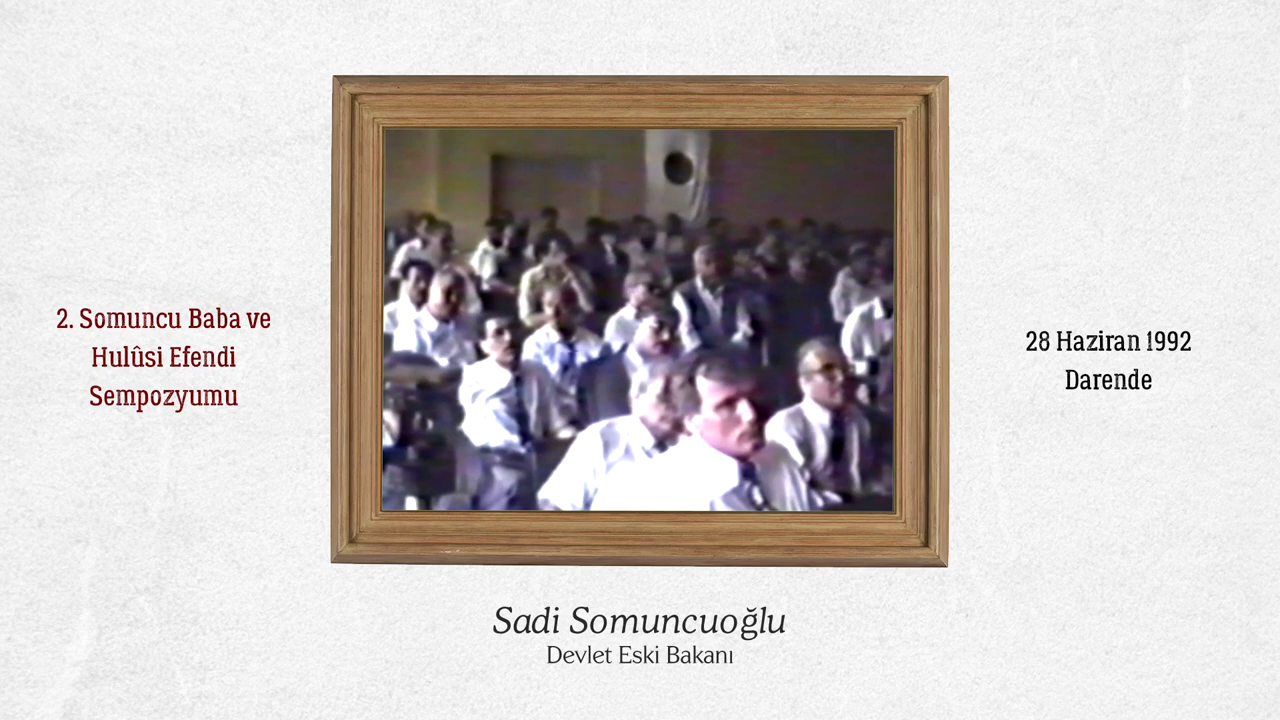 2. Somuncu Baba ve
Hulûsi Efendi
Sempozyumu
28 Haziran 1992
Darende
Sadi Somuncuoğlu
Devlet Eski Bakanı